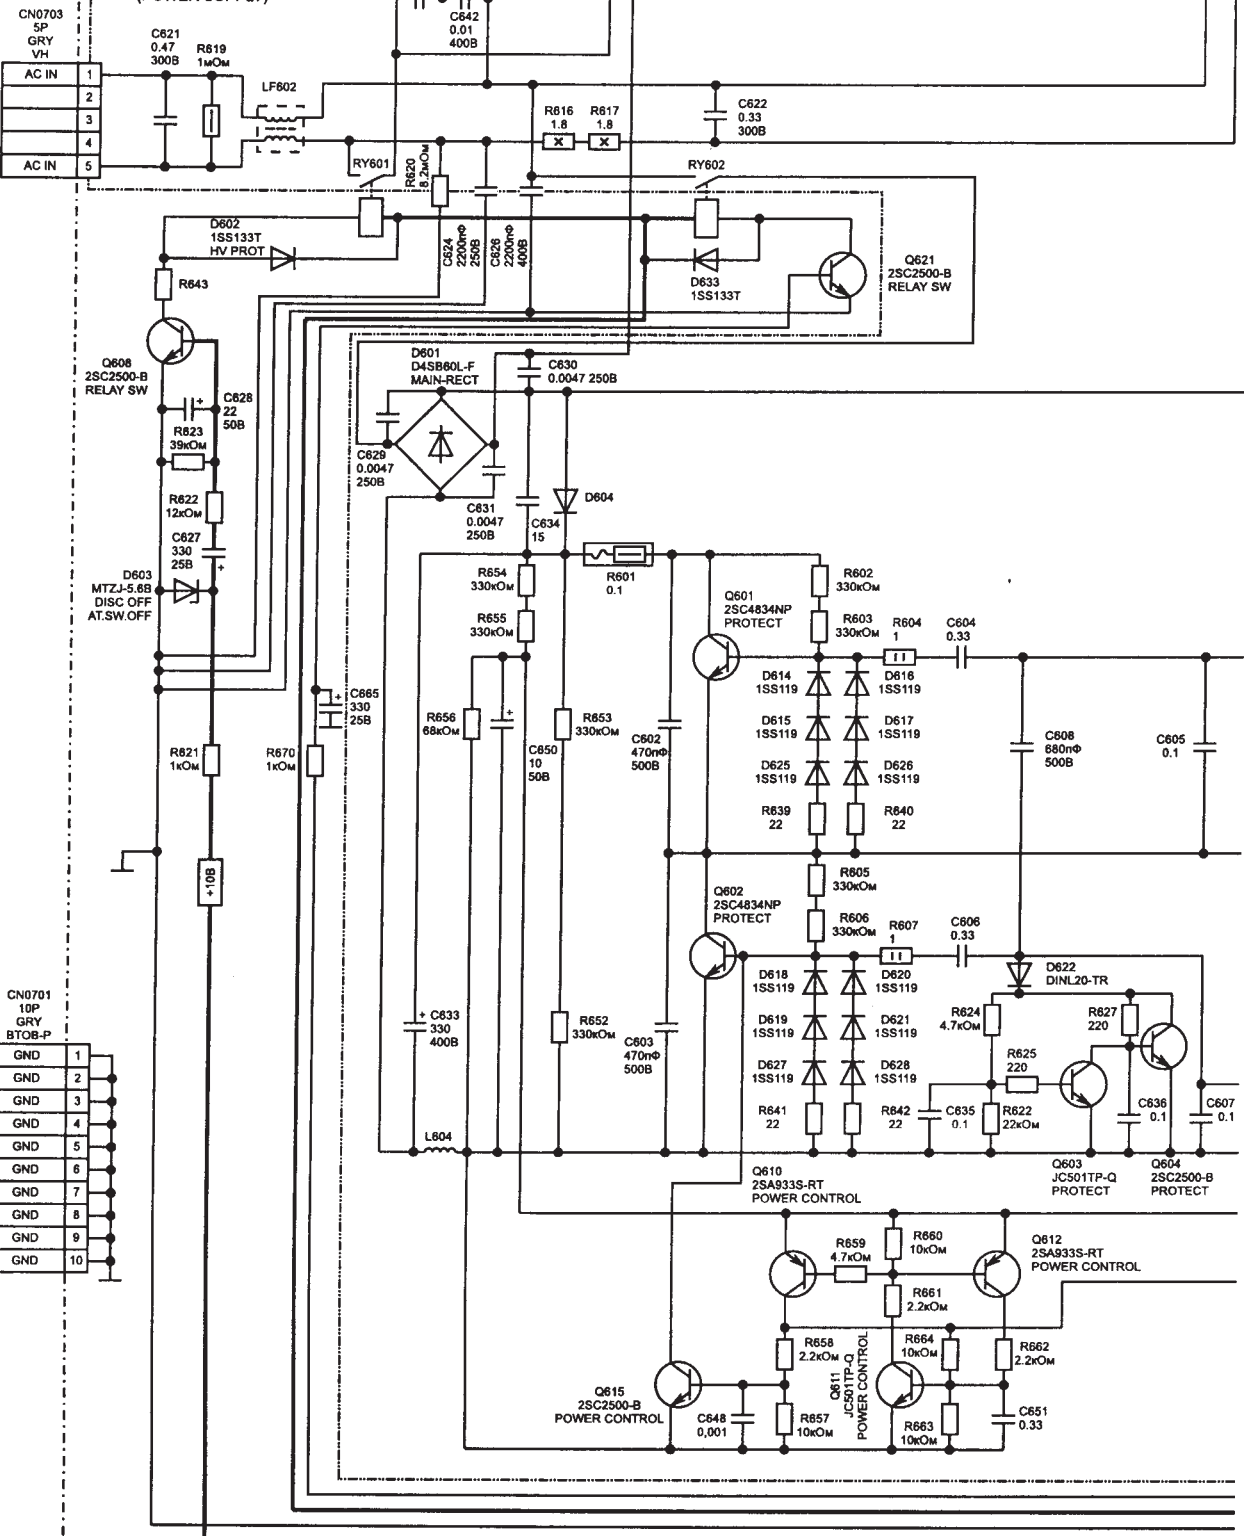 CN0703
5P
GRY
VH
AC IN 1
2
3
4
AC IN 5
C621
0.47
300В
R619
1мОм
LF602
C642
0.01
400В
R616
1.8
R617
1.8
C622
0.33
300В
RY601
R620
8.2мОм
RY602
D602
1SS133T
HV PROT
C624
2200пФ
250В
C626
2200пФ
400В
D633
1SS133T
Q621
2SC2500-B
RELAY SW
R643
Q608
2SC2500-B
RELAY SW
C628
22
50В
R623
39кОм
R622
12кОм
C627
330
25В
D603
MTZJ-5.6B
DISC OFF
AT.SW.OFF
D601
D4SB60L-F
MAIN-RECT
C630
0.0047 250В
C629
0.0047
250В
C631
0.0047
250В
C634
15
D604
R601
0.1
R654
330кОм
R655
330кОм
R602
330кОм
R603
330кОм
Q601
2SC4834NP
PROTECT
R604
1
C604
0.33
D614
1SS119
D616
1SS119
D615
1SS119
D617
1SS119
D625
1SS119
D626
1SS119
R639
22
R640
22
C665
330
25В
R656
68кОм
C650
10
50В
R653
330кОм
C602
470пФ
500В
C608
680пФ
500В
C605
0.1
R621
1кОм
R670
1кОм
+10В
R605
330кОм
R606
330кОм
Q602
2SC4834NP
PROTECT
R607
1
C606
0.33
D618
1SS119
D620
1SS119
D619
1SS119
D621
1SS119
D627
1SS119
D628
1SS119
R641
22
R642
22
D622
DINL20-TR
R624
4.7кОм
R627
220
R625
220
C633
330
400В
R652
330кОм
C603
470пФ
500В
C635
0.1
R622
22кОм
C636
0.1
C607
0.1
L604
Q603
JC501TP-Q
PROTECT
Q604
2SC2500-B
PROTECT
CN0701
10P
GRY
BTOB-P
GND 1
GND 2
GND 3
GND 4
GND 5
GND 6
GND 7
GND 8
GND 9
GND 10
Q610
2SA933S-RT
POWER CONTROL
R659
4.7кОм
R660
10кОм
Q612
2SA933S-RT
POWER CONTROL
R661
2.2кОм
R658
2.2кОм
Q611
JC501TP-Q
POWER CONTROL
R664
10кОм
R662
2.2кОм
Q615
2SC2500-B
POWER CONTROL
C648
0,001
R657
10кОм
R663
10кОм
C651
0.33